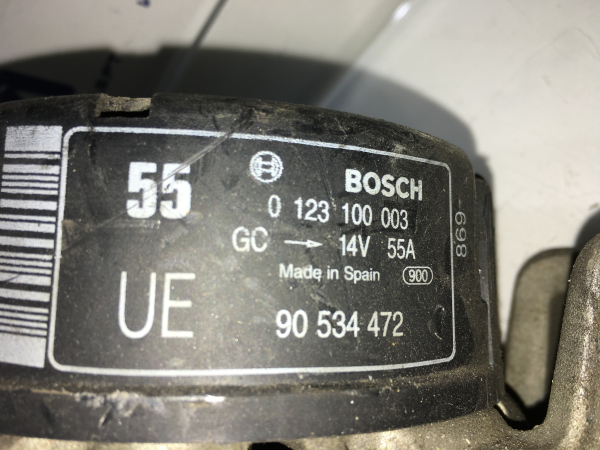 55 BOSCH
0 123 100 003
GC → 14V 55A
Made in Spain 900
UE 90 534 472
869